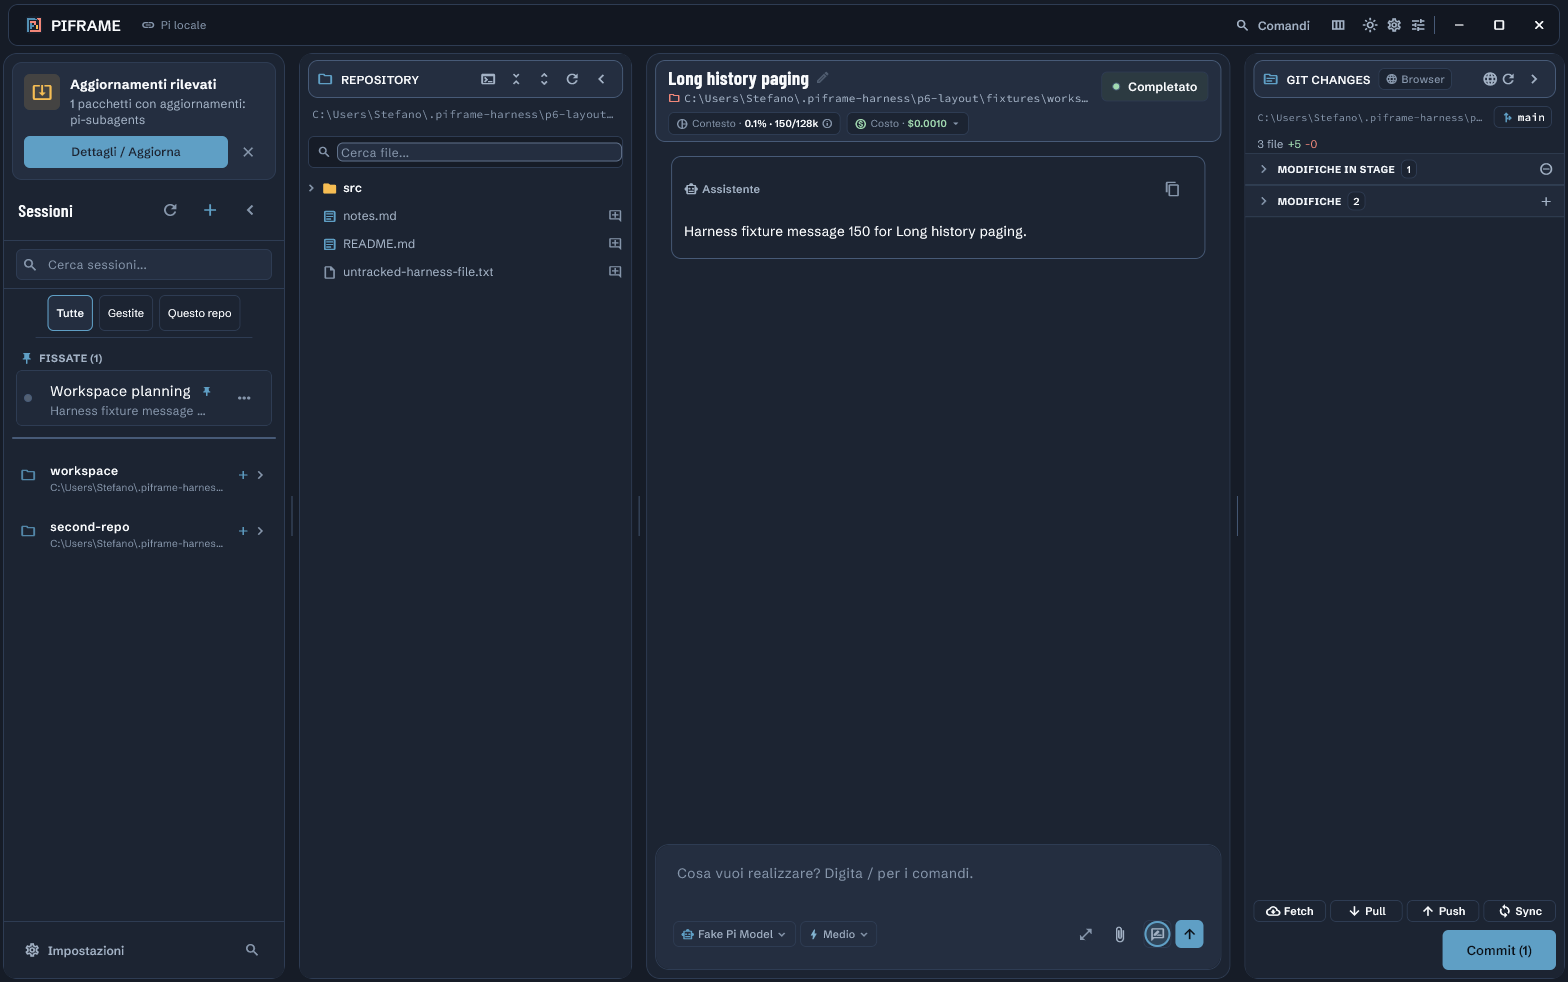 PIFRAME
Pi locale
Comandi
Aggiornamenti rilevati
1 pacchetti con aggiornamenti:
pi-subagents
Dettagli / Aggiorna
Sessioni
Cerca sessioni...
Tutte
Gestite
Questo repo
FISSATE (1)
Workspace planning
Harness fixture message ...
workspace
C:\Users\Stefano\.piframe-harnes...
second-repo
C:\Users\Stefano\.piframe-harnes...
Impostazioni
REPOSITORY
C:\Users\Stefano\.piframe-harness\p6-layout...
Cerca file...
src
notes.md
README.md
untracked-harness-file.txt
Long history paging
C:\Users\Stefano\.piframe-harness\p6-layout\fixtures\works...
Contesto · 0.1% · 150/128k
Costo · $0.0010
Completato
Assistente
Harness fixture message 150 for Long history paging.
Cosa vuoi realizzare? Digita / per i comandi.
Fake Pi Model
Medio
GIT CHANGES
Browser
C:\Users\Stefano\.piframe-harness\p...
main
3 file +5 -0
MODIFICHE IN STAGE 1
MODIFICHE 2
Fetch
Pull
Push
Sync
Commit (1)